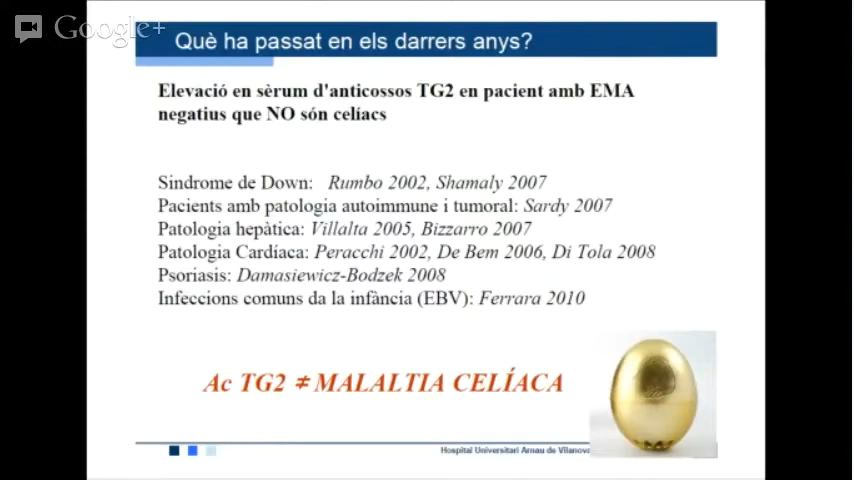 Google+
Què ha passat en els darrers anys?
Elevació en sèrum d'anticossos TG2 en pacient amb EMA
negatius que NO són celíacs
Sindrome de Down: Rumbo 2002, Shamaly 2007
Pacients amb patologia autoimmune i tumoral: Sardy 2007
Patologia hepàtica: Villalta 2005, Bizzarro 2007
Patologia Cardíaca: Peracchi 2002, De Bem 2006, Di Tola 2008
Psoriasis: Damasiewicz-Bodzek 2008
Infeccions comuns da la infància (EBV): Ferrara 2010
Ac TG2 ≠ MALALTIA CELÍACA
Hospital Universitari Arnau de Vilanova